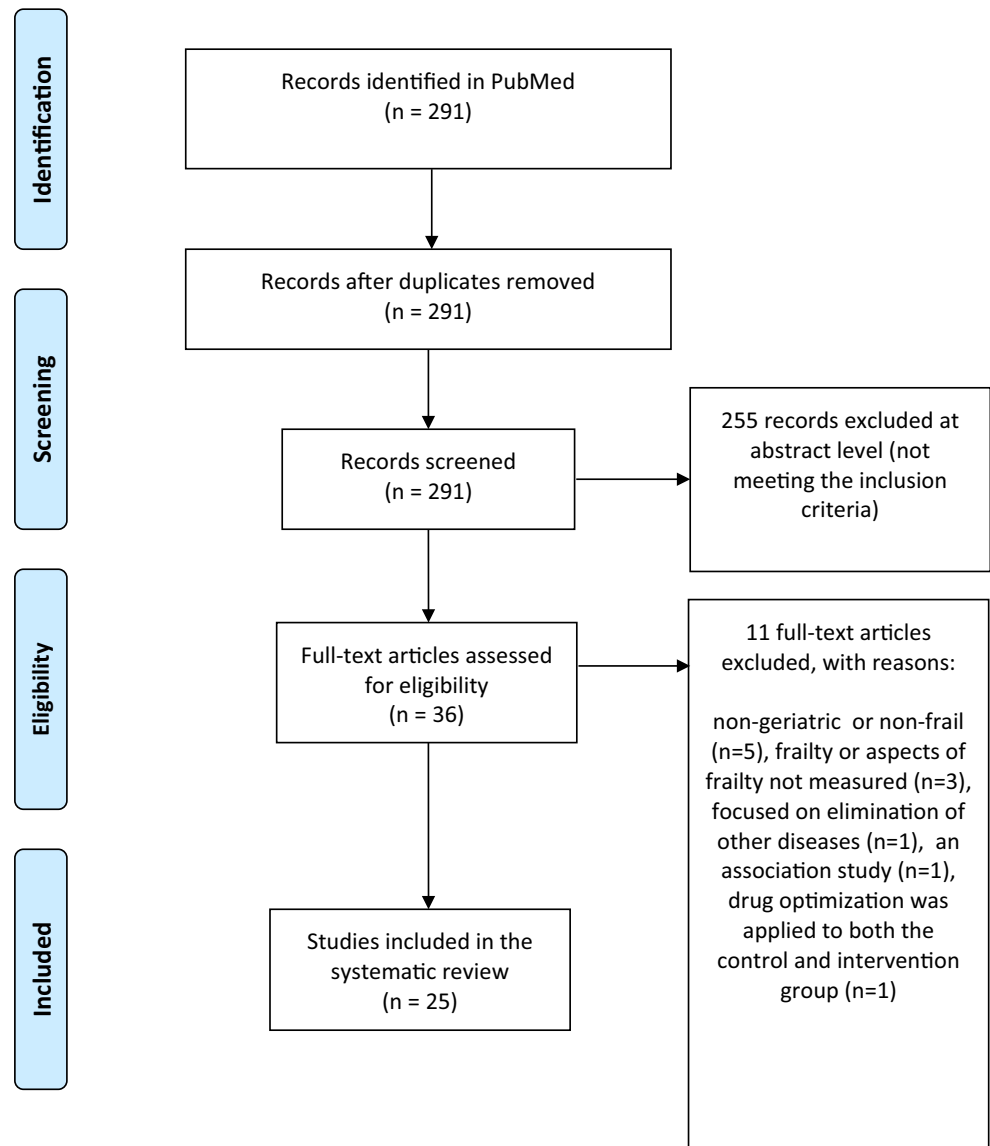 Identification
Records identified in PubMed
(n = 291)
Records after duplicates removed
(n = 291)
Screening
Records screened
(n = 291)
255 records excluded at
abstract level (not
meeting the inclusion
criteria)
Eligibility
Full-text articles assessed
for eligibility
(n = 36)
11 full-text articles
excluded, with reasons:
non-geriatric or non-frail
(n=5), frailty or aspects of
frailty not measured (n=3),
focused on elimination of
other diseases (n=1), an
association study (n=1),
drug optimization was
applied to both the
control and intervention
group (n=1)
Included
Studies included in the
systematic review
(n = 25)